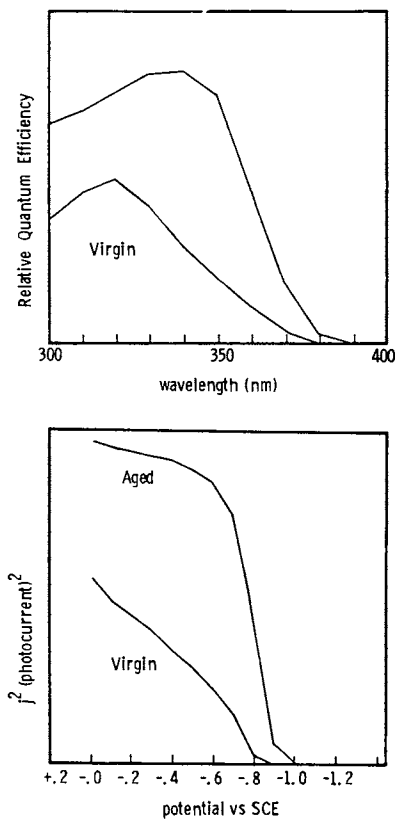 Relative Quantum Efficiency
Virgin
300 350 400
wavelength (nm)
j² (photocurrent)²
Aged
Virgin
+.2 -.0 -.2 -.4 -.6 -.8 -1.0 -1.2
potential vs SCE